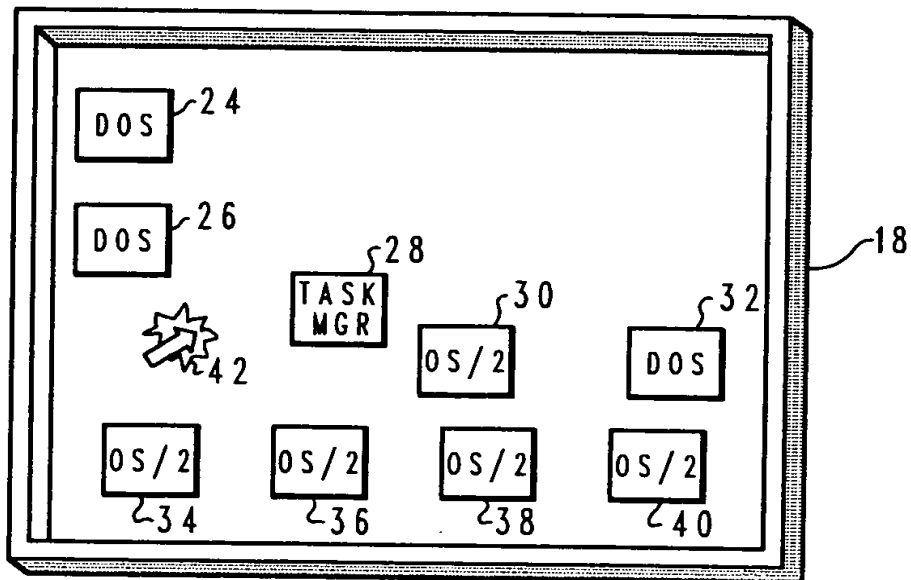 DOS 24
DOS 26
18
TASK
MGR
28
OS/2 30
DOS 32
42
OS/2 OS/2 OS/2 OS/2
34 36 38 40